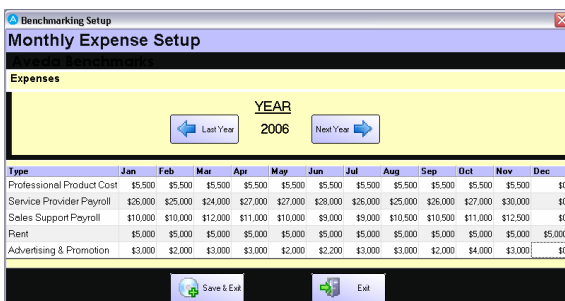 Benchmarking Setup
Monthly Expense Setup
Aveda Benchmarks
Expenses
YEAR
Last Year 2006 Next Year
Type Jan Feb Mar Apr May Jun Jul Aug Sep Oct Nov Dec
Professional Product Cost $5,500 $5,500 $5,500 $5,500 $5,500 $5,500 $5,500 $5,500 $5,500 $5,500 $5,500 $0
Service Provider Payroll $26,000 $25,000 $24,000 $27,000 $27,000 $28,000 $26,000 $25,000 $26,000 $27,000 $30,000 $0
Sales Support Payroll $10,000 $10,000 $12,000 $11,000 $10,000 $9,000 $9,000 $10,500 $10,500 $11,000 $12,500 $0
Rent $5,000 $5,000 $5,000 $5,000 $5,000 $5,000 $5,000 $5,000 $5,000 $5,000 $5,000 $5,000
Advertising & Promotion $3,000 $2,000 $3,000 $3,000 $2,000 $2,200 $3,000 $3,000 $2,000 $4,000 $3,000 $0
Save & Exit Exit